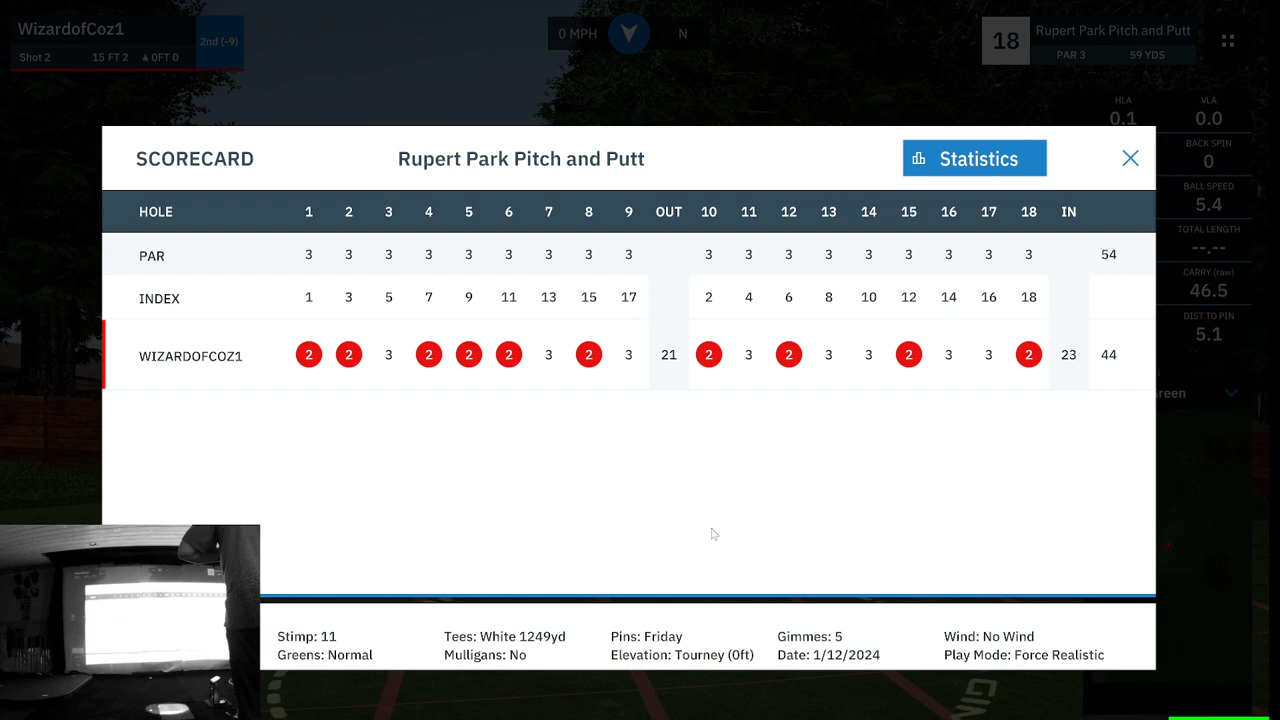 WizardofCoz1
2nd (-9)
Shot 2 15 FT 2 ▲0FT 0
0 MPH N
18 Rupert Park Pitch and Putt
PAR 3 59 YDS
HLA VLA
0.1 0.0
BACK SPIN
0
BALL SPEED
5.4
TOTAL LENGTH
--.--
CARRY (raw)
46.5
DIST TO PIN
5.1
SCORECARD Rupert Park Pitch and Putt Statistics
HOLE 1 2 3 4 5 6 7 8 9 OUT 10 11 12 13 14 15 16 17 18 IN
PAR 3 3 3 3 3 3 3 3 3 3 3 3 3 3 3 3 3 3 54
INDEX 1 3 5 7 9 11 13 15 17 2 4 6 8 10 12 14 16 18
WIZARDOFCOZ1 2 2 3 2 2 2 3 2 3 21 2 3 2 3 3 2 3 3 2 23 44
reen
Stimp: 11 Tees: White 1249yd Pins: Friday Gimmes: 5 Wind: No Wind
Greens: Normal Mulligans: No Elevation: Tourney (0ft) Date: 1/12/2024 Play Mode: Force Realistic